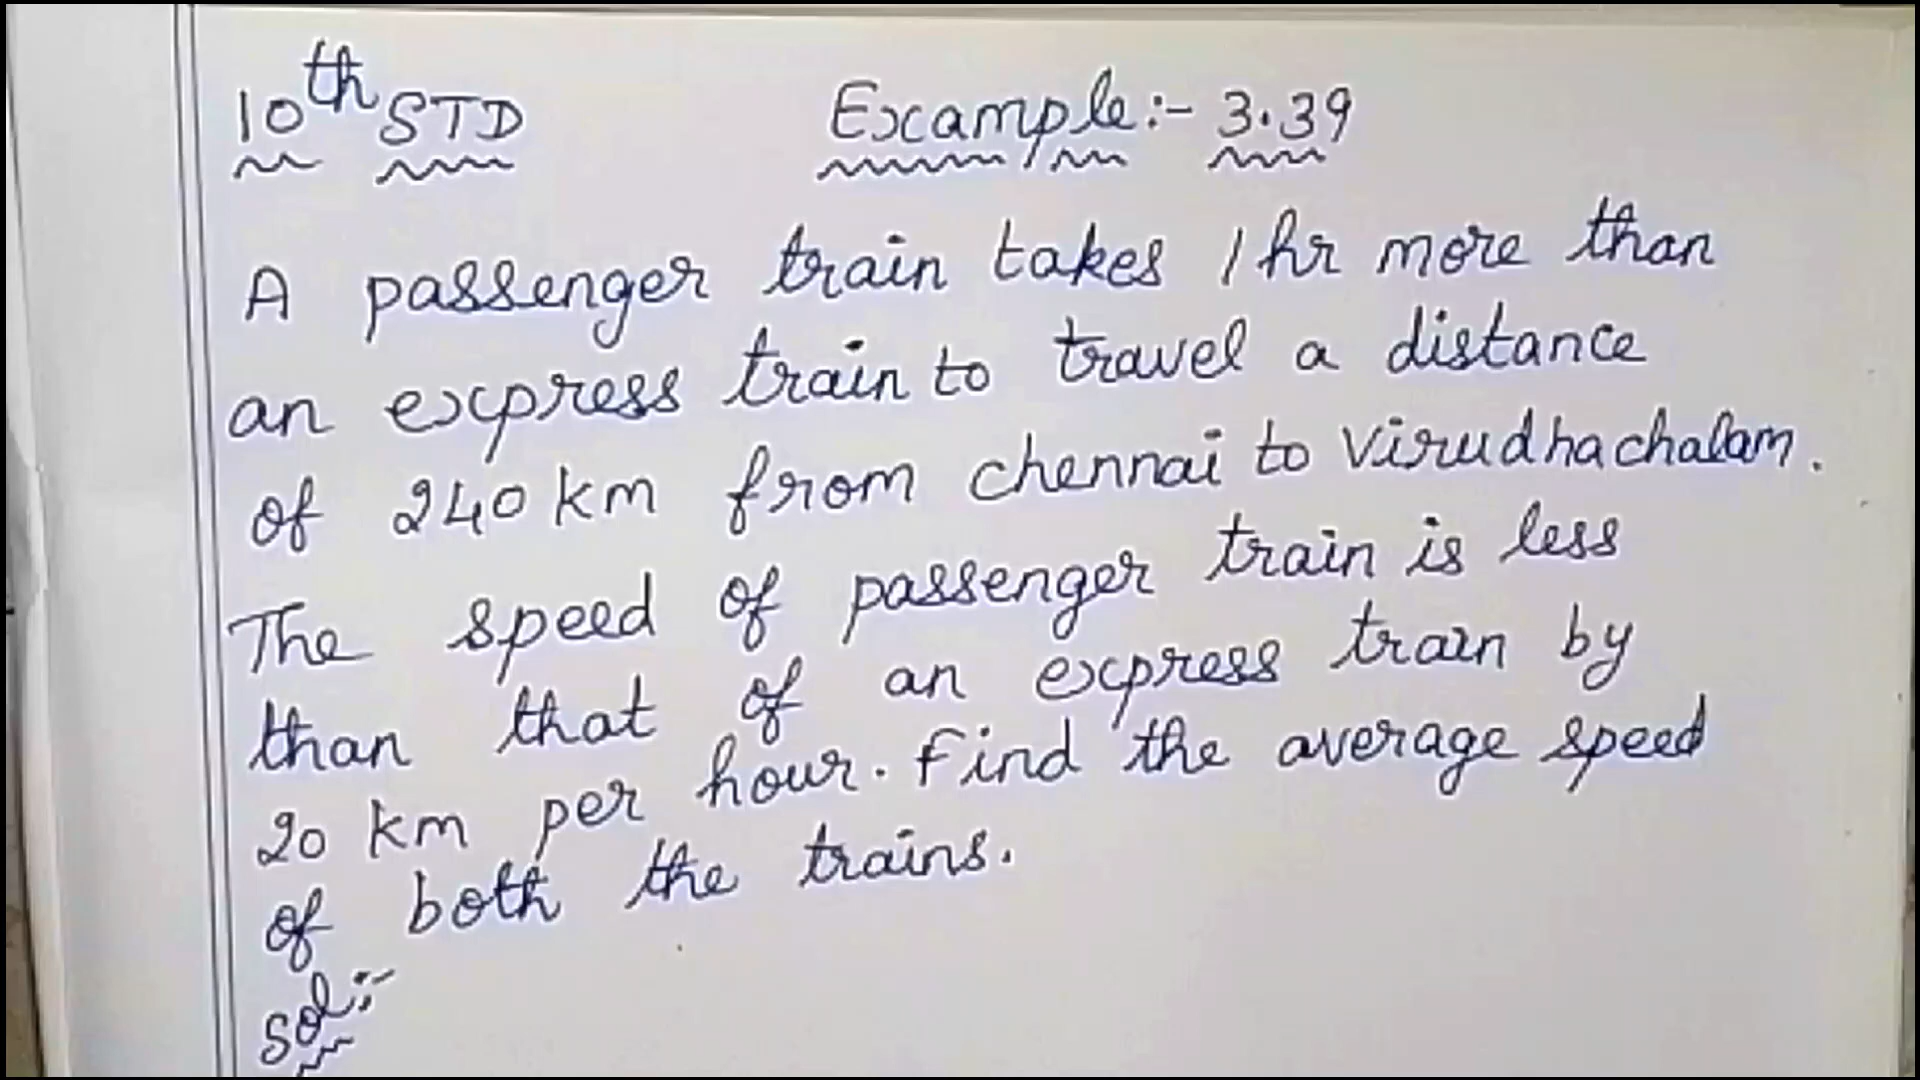 10th STD Example:- 3.39
A passenger train takes 1 hr more than
an express train to travel a distance
of 240 km from chennai to virudhachalam.
The speed of passenger train is less
than that of an express train by
20 km per hour. Find the average speed
of both the trains.
Sol:-